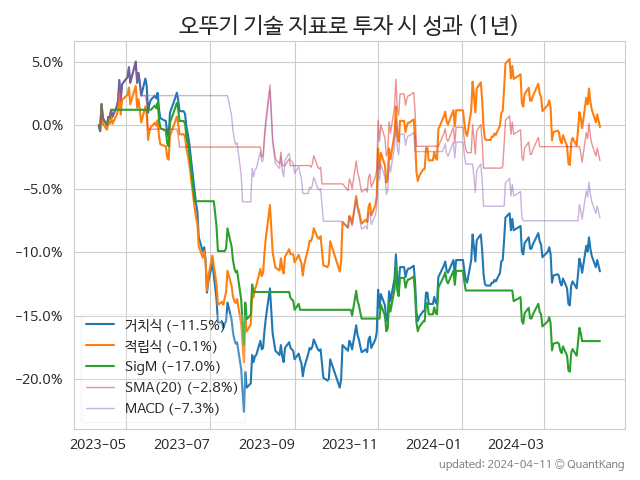 오뚜기 기술 지표로 투자 시 성과 (1년)
5.0%
0.0%
−5.0%
−10.0%
−15.0%
−20.0%
거치식 (−11.5%)
적립식 (−0.1%)
SigM (−17.0%)
SMA(20) (−2.8%)
MACD (−7.3%)
2023-05 2023-07 2023-09 2023-11 2024-01 2024-03
updated: 2024-04-11 © QuantKang